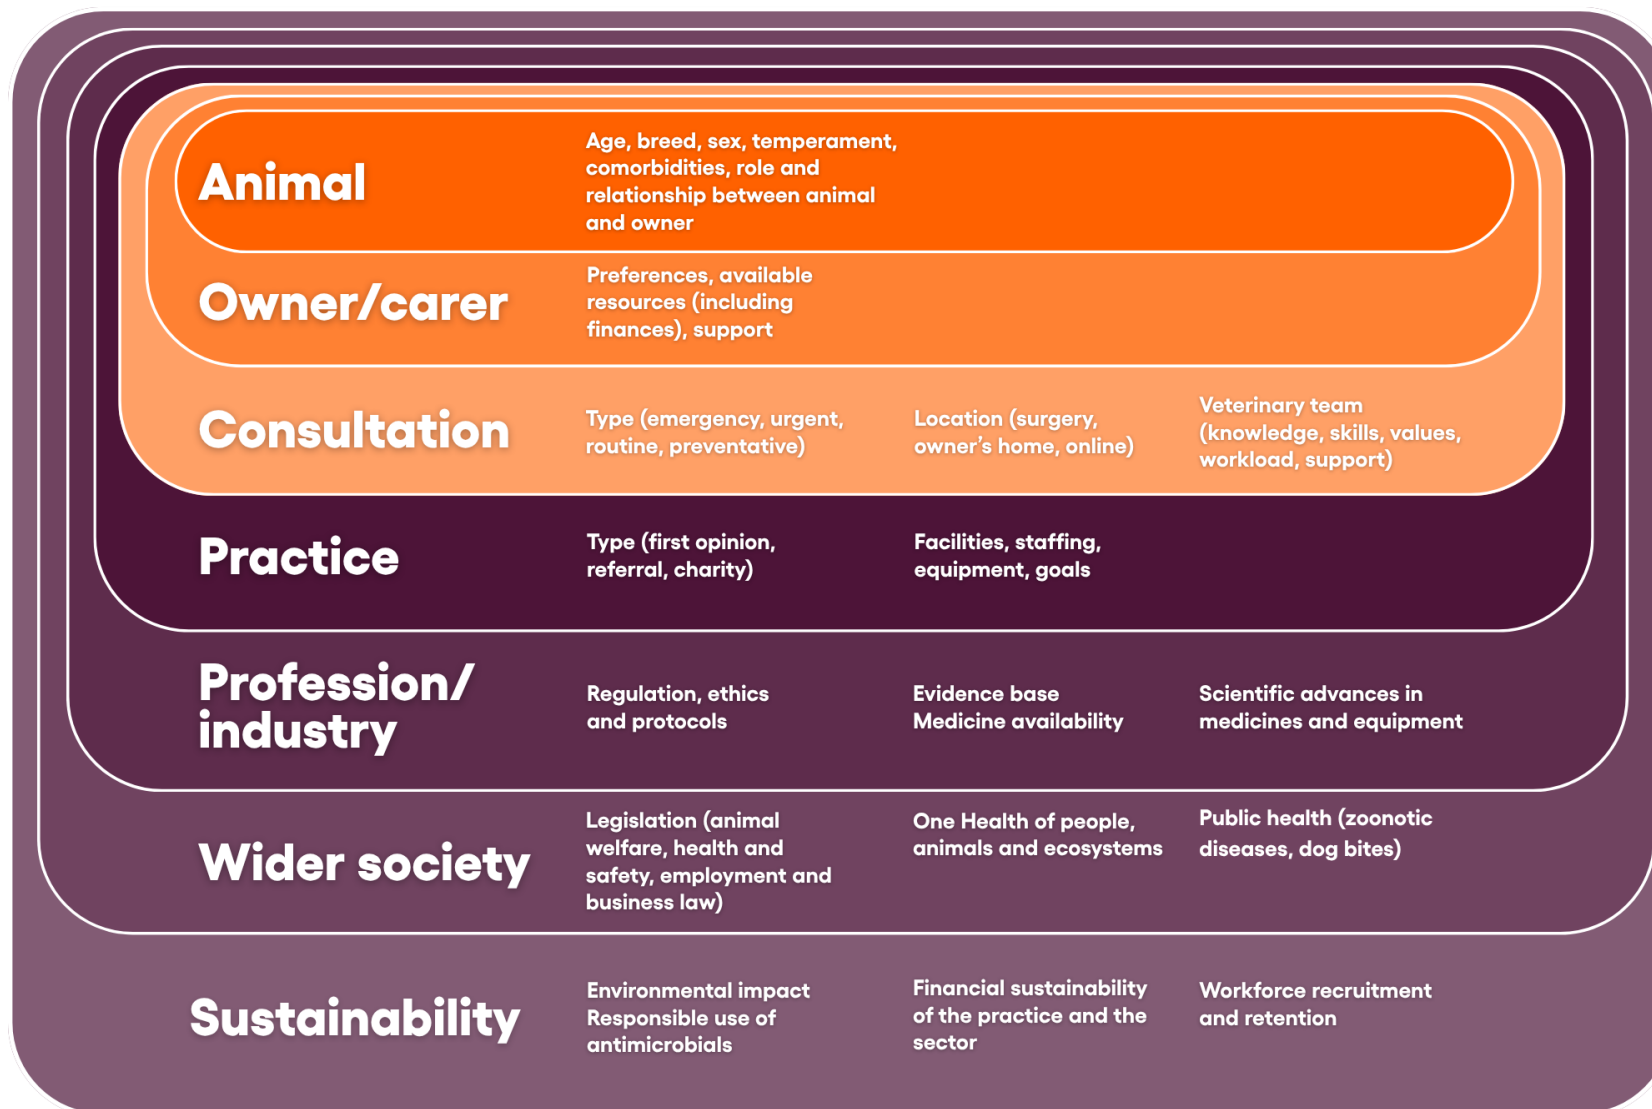 Animal
Age, breed, sex, temperament,
comorbidities, role and
relationship between animal
and owner
Owner/carer
Preferences, available
resources (including
finances), support
Consultation
Type (emergency, urgent,
routine, preventative)
Location (surgery,
owner’s home, online)
Veterinary team
(knowledge, skills, values,
workload, support)
Practice
Type (first opinion,
referral, charity)
Facilities, staffing,
equipment, goals
Profession/
industry
Regulation, ethics
and protocols
Evidence base
Medicine availability
Scientific advances in
medicines and equipment
Wider society
Legislation (animal
welfare, health and
safety, employment and
business law)
One Health of people,
animals and ecosystems
Public health (zoonotic
diseases, dog bites)
Sustainability
Environmental impact
Responsible use of
antimicrobials
Financial sustainability
of the practice and the
sector
Workforce recruitment
and retention